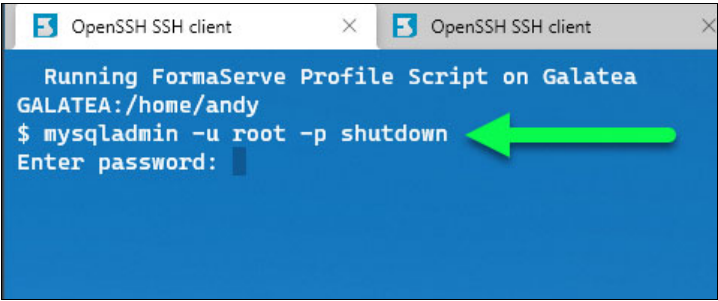 OpenSSH SSH client
OpenSSH SSH client
Running FormaServe Profile Script on Galatea
GALATEA:/home/andy
$ mysqladmin -u root -p shutdown
Enter password: